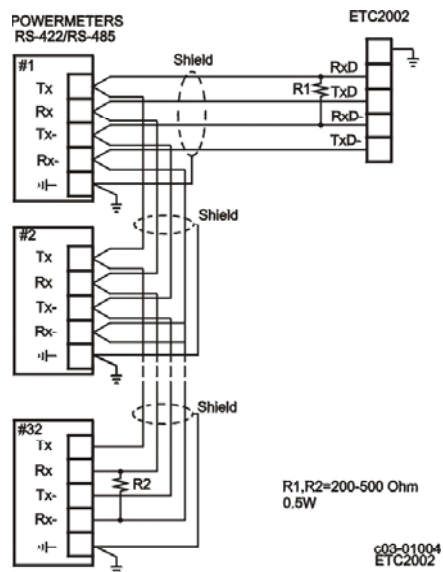 POWERMETERS
RS-422/RS-485
ETC2002
Shield
#1
Tx
Rx
Tx-
Rx-
RxD
R1
TxD
RxD-
TxD-
Shield
#2
Tx
Rx
Tx-
Rx-
Shield
#32
Tx
Rx
Tx-
Rx-
R2
R1,R2=200-500 Ohm
0.5W
c03-01004
ETC2002